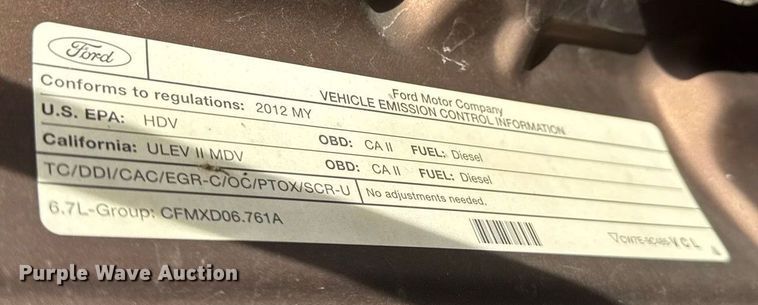 Ford
Ford Motor Company
VEHICLE EMISSION CONTROL INFORMATION
Conforms to regulations: 2012 MY
U.S. EPA: HDV OBD: CA II FUEL: Diesel
California: ULEV II MDV OBD: CA II FUEL: Diesel
TC/DDI/CAC/EGR-C/OC/PTOX/SCR-U No adjustments needed.
6.7L-Group: CFMXD06.761A
VCL
Purple Wave Auction